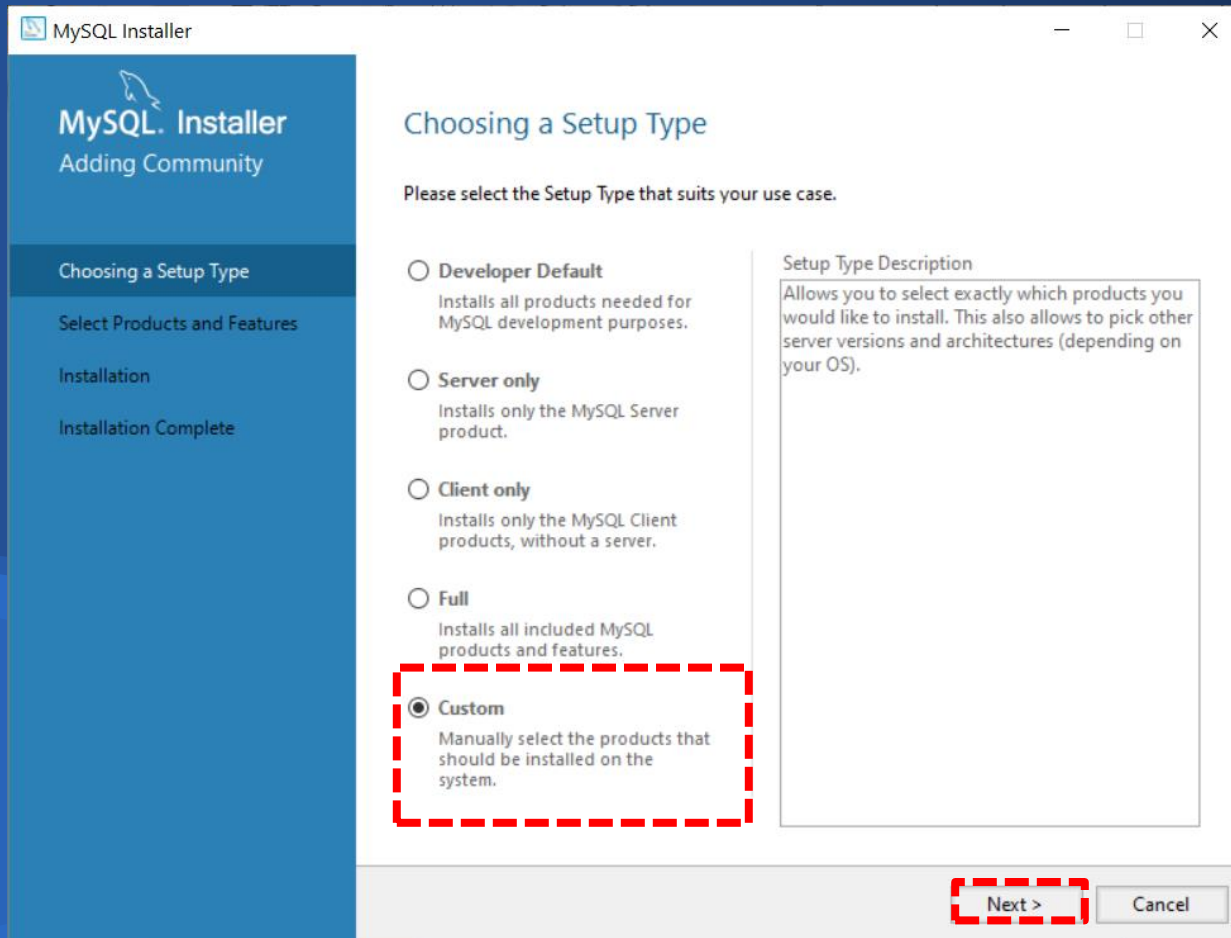 MySQL Installer
MySQL. Installer
Adding Community
Choosing a Setup Type
Select Products and Features
Installation
Installation Complete
Choosing a Setup Type
Please select the Setup Type that suits your use case.
Developer Default
Installs all products needed for
MySQL development purposes.
Server only
Installs only the MySQL Server
product.
Client only
Installs only the MySQL Client
products, without a server.
Full
Installs all included MySQL
products and features.
Custom
Manually select the products that
should be installed on the
system.
Setup Type Description
Allows you to select exactly which products you
would like to install. This also allows to pick other
server versions and architectures (depending on
your OS).
Next >
Cancel